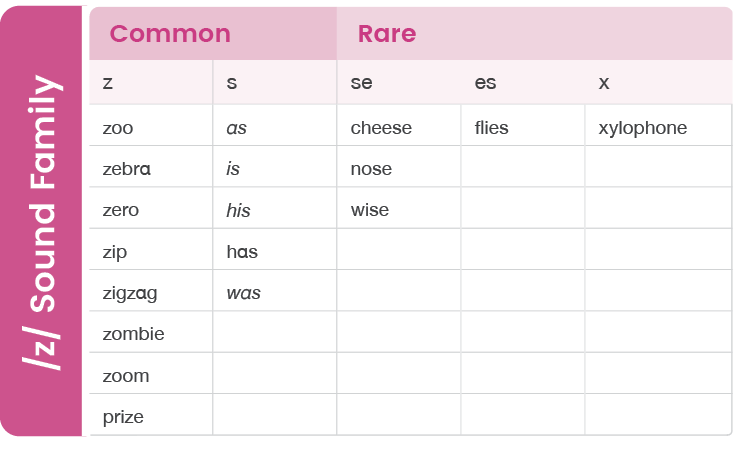 /z/ Sound Family
Common Rare
z s se es x
zoo as cheese flies xylophone
zebra is nose
zero his wise
zip has
zigzag was
zombie
zoom
prize